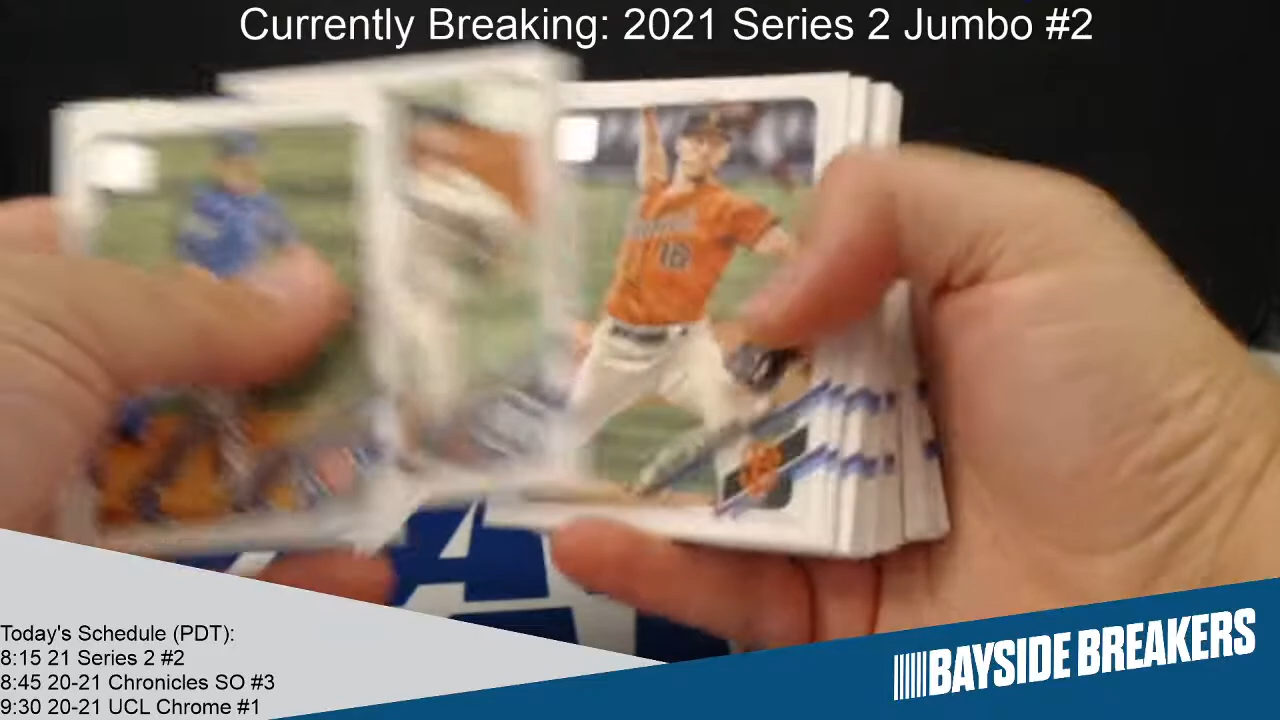 Currently Breaking: 2021 Series 2 Jumbo #2
Today's Schedule (PDT):
8:15 21 Series 2 #2
8:45 20-21 Chronicles SO #3
9:30 20-21 UCL Chrome #1
BAYSIDE BREAKERS